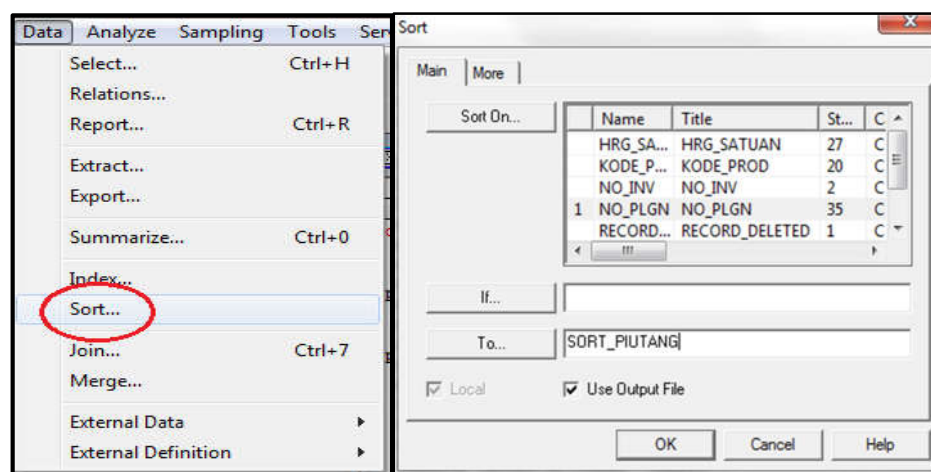 Data Analyze Sampling Tools Ser
Select... Ctrl+H
Relations...
Report... Ctrl+R
Extract...
Export...
Summarize... Ctrl+0
Index...
Sort...
Join... Ctrl+7
Merge...
External Data
External Definition
Sort
Main More
Sort On...
Name Title St... C
HRG_SA... HRG_SATUAN 27 C
KODE_P... KODE_PROD 20 C
NO_INV NO_INV 2 C
1 NO_PLGN NO_PLGN 35 C
RECORD... RECORD_DELETED 1 C
If...
To... SORT_PIUTANG
Local Use Output File
OK Cancel Help